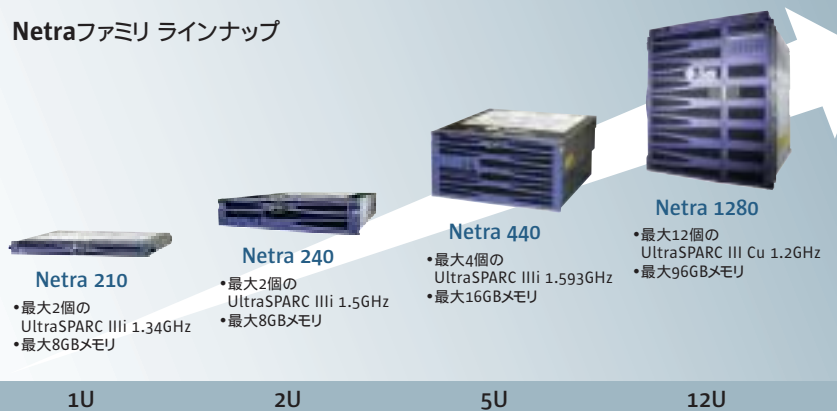 Netraファミリ ラインナップ
Netra 210
•最大2個の
UltraSPARC IIIi 1.34GHz
•最大8GBメモリ
Netra 240
•最大2個の
UltraSPARC IIIi 1.5GHz
•最大8GBメモリ
Netra 440
•最大4個の
UltraSPARC IIIi 1.593GHz
•最大16GBメモリ
Netra 1280
•最大12個の
UltraSPARC III Cu 1.2GHz
•最大96GBメモリ
1U
2U
5U
12U